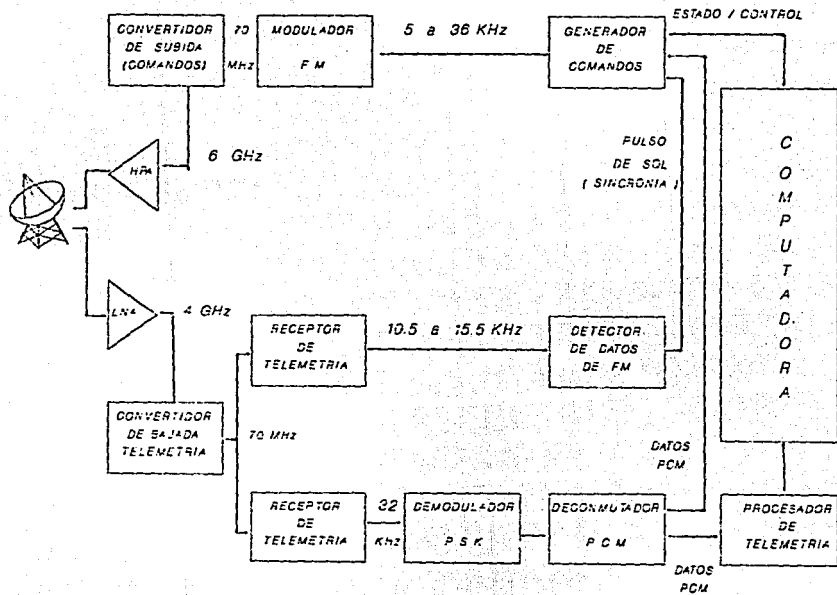 ESTADO / CONTROL
CONVERTIDOR
DE SUBIDA
(COMANDOS)
70
MHz
MODULADOR
FM
5 a 36 KHz
GENERADOR
DE
COMANDOS
COMPUTADORA
PULSO
DE SOL
( SINCRONIA )
6 GHz
HPA
LNA
4 GHz
RECEPTOR
DE
TELEMETRIA
10.5 a 15.5 KHz
DETECTOR
DE DATOS
DE FM
CONVERTIDOR
DE BAJADA
TELEMETRIA
70 MHz
DATOS
PCM
RECEPTOR
DE
TELEMETRIA
32
KHz
DEMODULADOR
PSK
DECONMUTADOR
PCM
DATOS
PCM
PROCESADOR
DE
TELEMETRIA